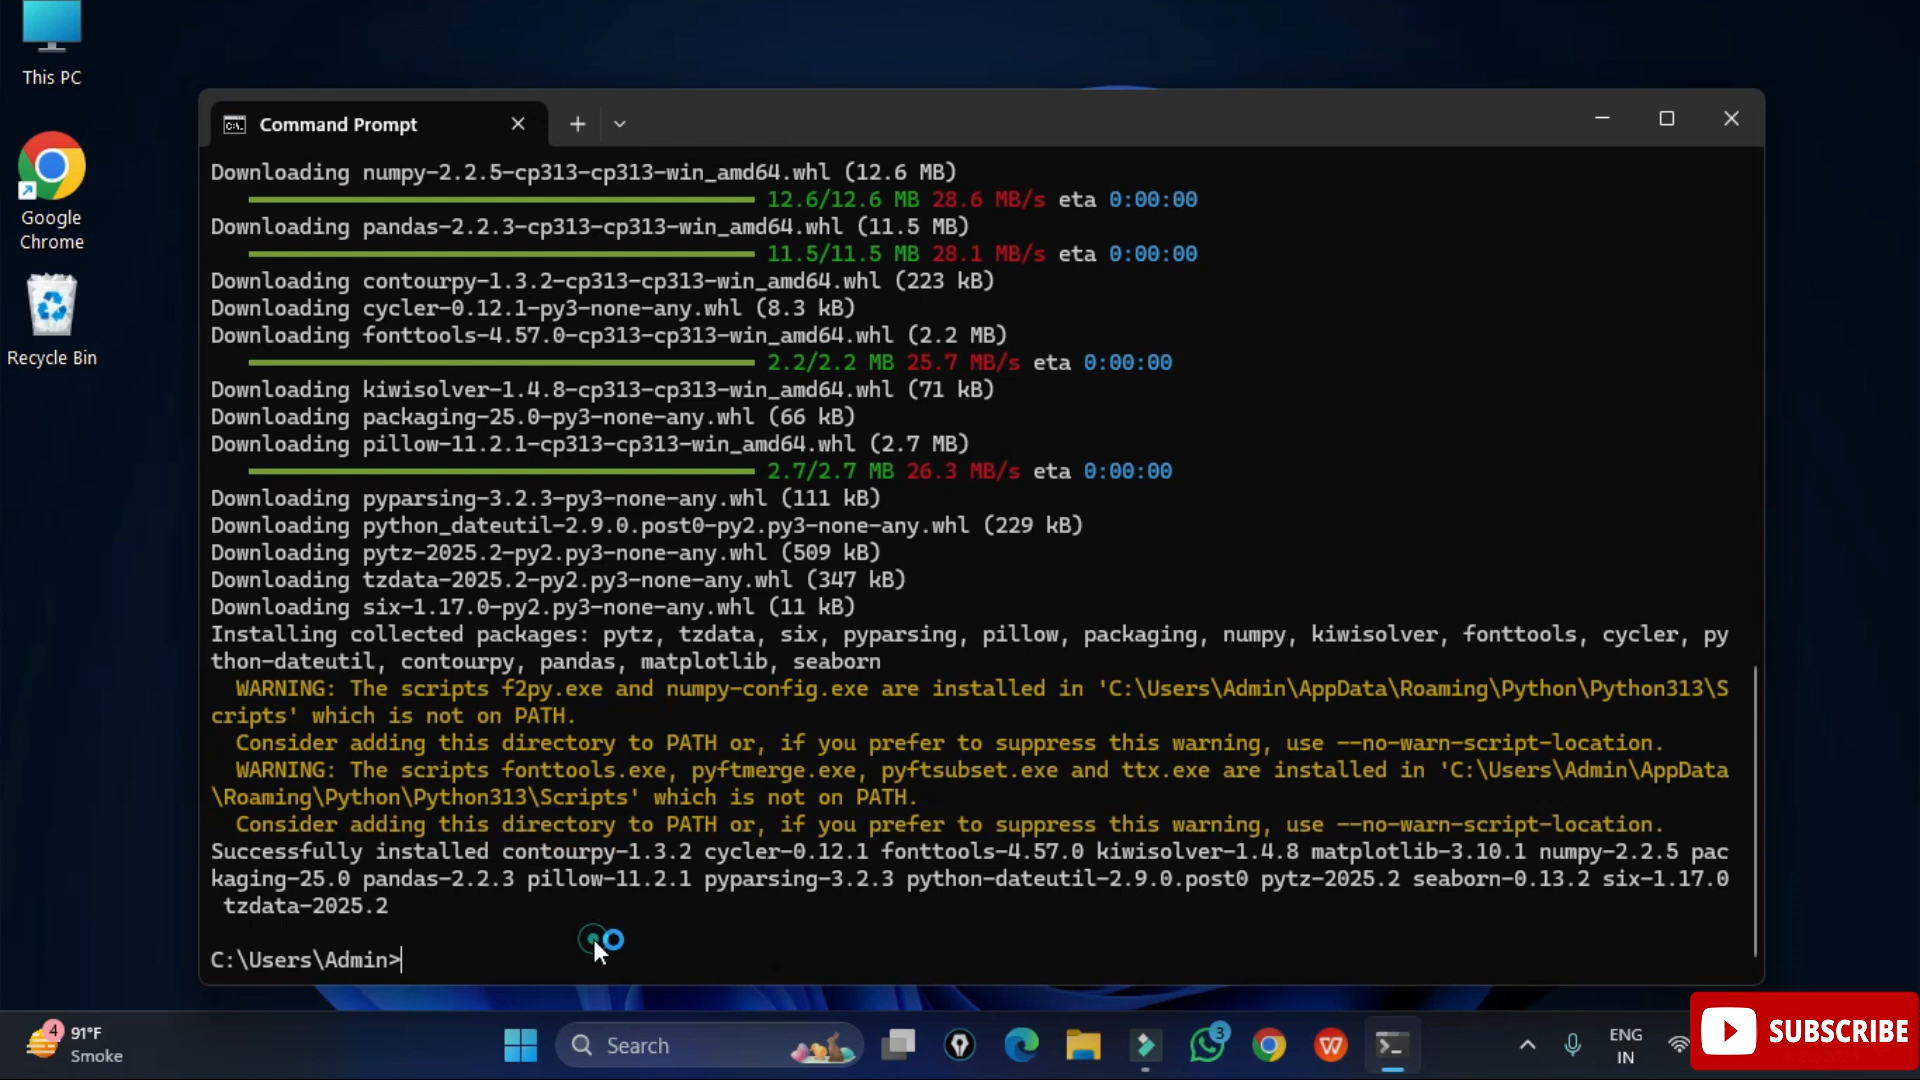 This PC
Google
Chrome
Recycle Bin
Command Prompt
Downloading numpy-2.2.5-cp313-cp313-win_amd64.whl (12.6 MB)
12.6/12.6 MB 28.6 MB/s eta 0:00:00
Downloading pandas-2.2.3-cp313-cp313-win_amd64.whl (11.5 MB)
11.5/11.5 MB 28.1 MB/s eta 0:00:00
Downloading contourpy-1.3.2-cp313-cp313-win_amd64.whl (223 kB)
Downloading cycler-0.12.1-py3-none-any.whl (8.3 kB)
Downloading fonttools-4.57.0-cp313-cp313-win_amd64.whl (2.2 MB)
2.2/2.2 MB 25.7 MB/s eta 0:00:00
Downloading kiwisolver-1.4.8-cp313-cp313-win_amd64.whl (71 kB)
Downloading packaging-25.0-py3-none-any.whl (66 kB)
Downloading pillow-11.2.1-cp313-cp313-win_amd64.whl (2.7 MB)
2.7/2.7 MB 26.3 MB/s eta 0:00:00
Downloading pyparsing-3.2.3-py3-none-any.whl (111 kB)
Downloading python_dateutil-2.9.0.post0-py2.py3-none-any.whl (229 kB)
Downloading pytz-2025.2-py2.py3-none-any.whl (509 kB)
Downloading tzdata-2025.2-py2.py3-none-any.whl (347 kB)
Downloading six-1.17.0-py2.py3-none-any.whl (11 kB)
Installing collected packages: pytz, tzdata, six, pyparsing, pillow, packaging, numpy, kiwisolver, fonttools, cycler, py
thon-dateutil, contourpy, pandas, matplotlib, seaborn
WARNING: The scripts f2py.exe and numpy-config.exe are installed in 'C:\Users\Admin\AppData\Roaming\Python\Python313\S
cripts' which is not on PATH.
Consider adding this directory to PATH or, if you prefer to suppress this warning, use --no-warn-script-location.
WARNING: The scripts fonttools.exe, pyftmerge.exe, pyftsubset.exe and ttx.exe are installed in 'C:\Users\Admin\AppData
\Roaming\Python\Python313\Scripts' which is not on PATH.
Consider adding this directory to PATH or, if you prefer to suppress this warning, use --no-warn-script-location.
Successfully installed contourpy-1.3.2 cycler-0.12.1 fonttools-4.57.0 kiwisolver-1.4.8 matplotlib-3.10.1 numpy-2.2.5 pac
kaging-25.0 pandas-2.2.3 pillow-11.2.1 pyparsing-3.2.3 python-dateutil-2.9.0.post0 pytz-2025.2 seaborn-0.13.2 six-1.17.0
tzdata-2025.2
C:\Users\Admin>
4
91°F
Smoke
Search
3
ENG
IN
SUBSCRIBE